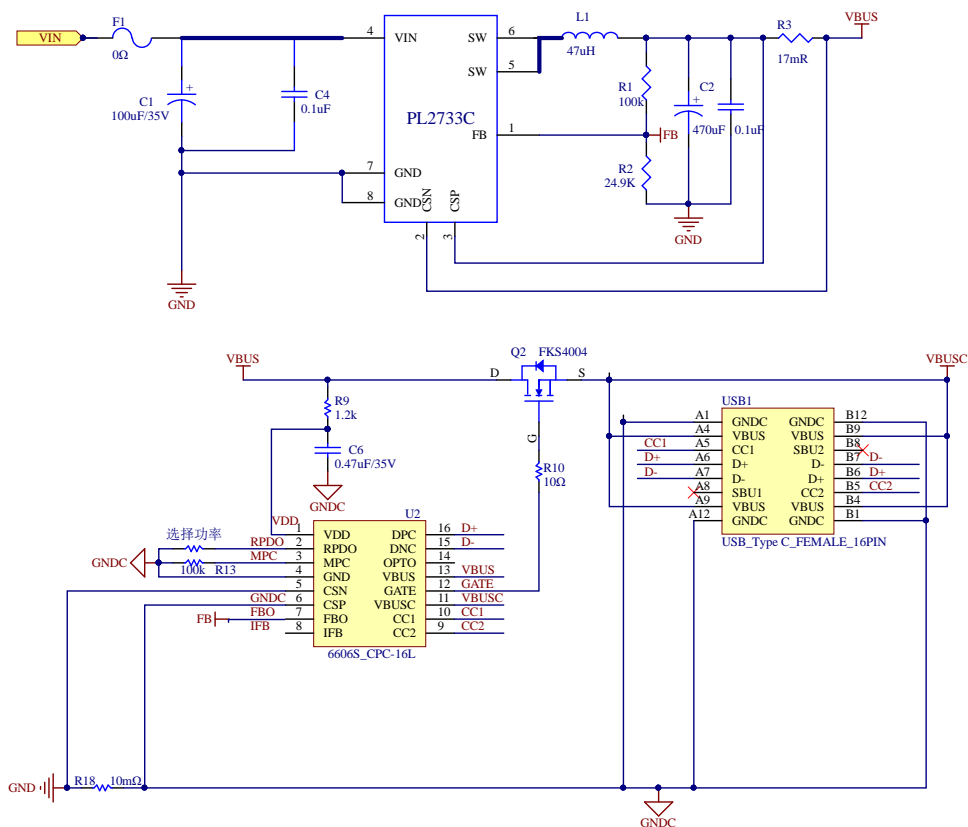 VIN
F1
0Ω
C1
100uF/35V
C4
0.1uF
GND
4
VIN
SW
6
SW
5
PL2733C
FB
1
7
GND
8
GND
CSN
CSP
2
3
L1
47uH
R1
100k
FB
R2
24.9K
C2
470uF
0.1uF
GND
R3
17mR
VBUS
VBUS
R9
1.2k
C6
0.47uF/35V
GNDC
Q2
FKS4004
D
S
G
R10
10Ω
VBUSC
USB1
A1
GNDC
GNDC
B12
A4
VBUS
VBUS
B9
CC1
A5
CC1
SBU2
B8
D+
A6
D+
D-
B7
D-
D-
A7
D-
D+
B6
D+
A8
SBU1
CC2
B5
CC2
A9
VBUS
VBUS
B4
A12
GNDC
GNDC
B1
USB_Type C_FEMALE_16PIN
U2
VDD
1
VDD
DPC
16
D+
选择功率
RPDO
2
RPDO
DNC
15
D-
GNDC
MPC
3
MPC
OPTO
14
100k
R13
4
GND
VBUS
13
VBUS
5
CSN
GATE
12
GATE
GNDC
6
CSP
VBUSC
11
VBUSC
FB
FBO
7
FBO
CC1
10
CC1
IFB
8
IFB
CC2
9
CC2
6606S_CPC-16L
GND
R18
10mΩ
GNDC